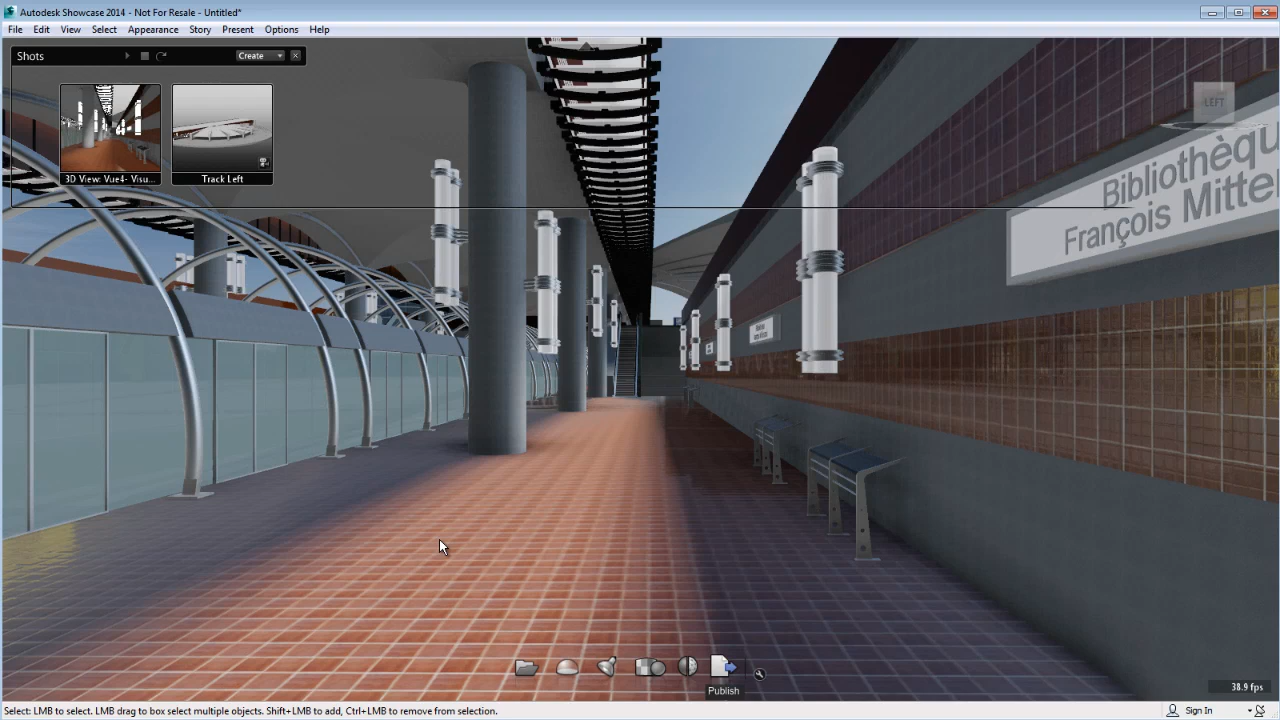 Autodesk Showcase 2014 - Not For Resale - Untitled*
File Edit View Select Appearance Story Present Options Help
Shots
Create
3D View: Vue4- Visu...
Track Left
LEFT
Bibliothèqu
François Mitte
Publish
38.9 fps
Select: LMB to select. LMB drag to box select multiple objects. Shift+LMB to add, Ctrl+LMB to remove from selection.
Sign In